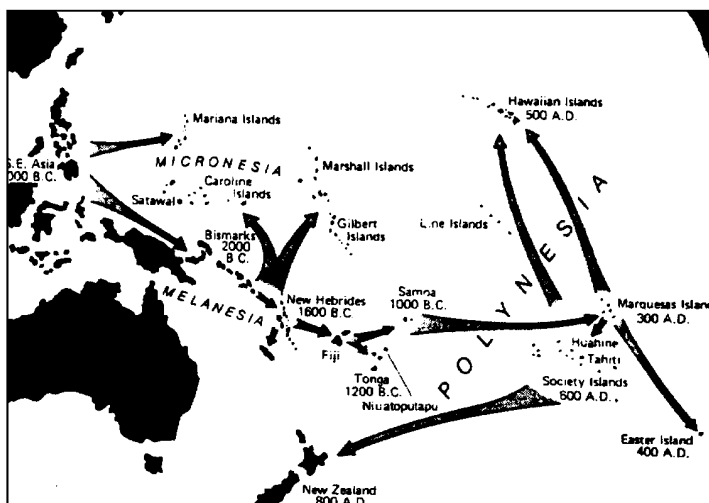 Hawaiian Islands
500 A.D.
Mariana Islands
S.E. Asia
000 B.C.
MICRONESIA
Marshall Islands
Caroline
Islands
Satawal
Gilbert
Islands
Line Islands
Bismarks
2000
B.C.
POLYNESIA
MELANESIA
New Hebrides
1600 B.C.
Samoa
1000 B.C.
Marquesas Islan
300 A.D.
Fiji
Huahine
Tahiti
Tonga
1200 B.C.
Niuatoputapu
Society Islands
600 A.D.
Easter Island
400 A.D.
New Zealand
800 A.D.